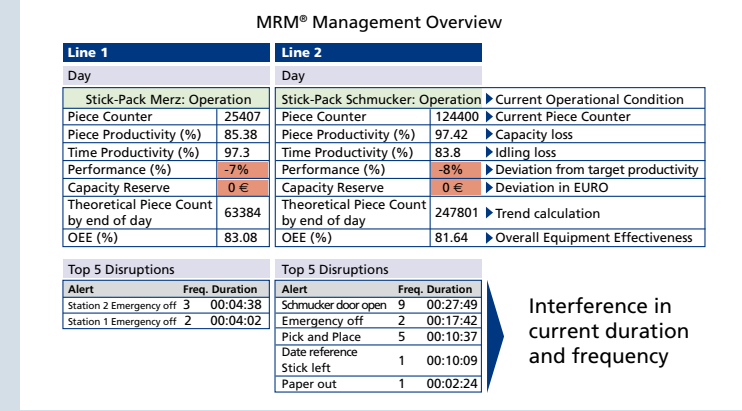 MRM® Management Overview
Line 1
Line 2
Day
Day
Stick-Pack Merz: Operation
Stick-Pack Schmucker: Operation
Current Operational Condition
Piece Counter 25407
Piece Counter 124400
Current Piece Counter
Piece Productivity (%) 85.38
Piece Productivity (%) 97.42
Capacity loss
Time Productivity (%) 97.3
Time Productivity (%) 83.8
Idling loss
Performance (%) -7%
Performance (%) -8%
Deviation from target productivity
Capacity Reserve 0 €
Capacity Reserve 0 €
Deviation in EURO
Theoretical Piece Count
by end of day 63384
Theoretical Piece Count
by end of day 247801
Trend calculation
OEE (%) 83.08
OEE (%) 81.64
Overall Equipment Effectiveness
Top 5 Disruptions
Alert Freq. Duration
Station 2 Emergency off 3 00:04:38
Station 1 Emergency off 2 00:04:02
Top 5 Disruptions
Alert Freq. Duration
Schmucker door open 9 00:27:49
Emergency off 2 00:17:42
Pick and Place 5 00:10:37
Date reference
Stick left 1 00:10:09
Paper out 1 00:02:24
Interference in
current duration
and frequency